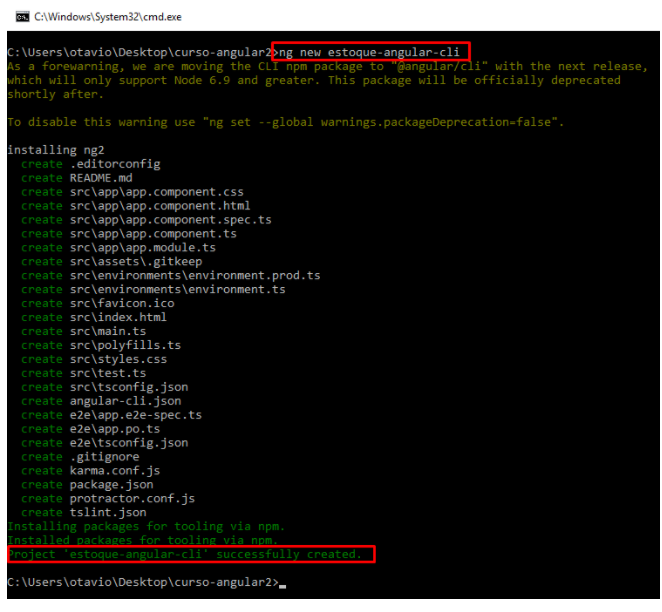 C:\Windows\System32\cmd.exe
C:\Users\otavio\Desktop\curso-angular2>ng new estoque-angular-cli
As a forewarning, we are moving the CLI npm package to "@angular/cli" with the next release,
which will only support Node 6.9 and greater. This package will be officially deprecated
shortly after.
To disable this warning use "ng set --global warnings.packageDeprecation=false".
installing ng2
create .editorconfig
create README.md
create src\app\app.component.css
create src\app\app.component.html
create src\app\app.component.spec.ts
create src\app\app.component.ts
create src\app\app.module.ts
create src\assets\.gitkeep
create src\environments\environment.prod.ts
create src\environments\environment.ts
create src\favicon.ico
create src\index.html
create src\main.ts
create src\polyfills.ts
create src\styles.css
create src\test.ts
create src\tsconfig.json
create angular-cli.json
create e2e\app.e2e-spec.ts
create e2e\app.po.ts
create e2e\tsconfig.json
create .gitignore
create karma.conf.js
create package.json
create protractor.conf.js
create tslint.json
Installing packages for tooling via npm.
Installed packages for tooling via npm.
Project 'estoque-angular-cli' successfully created.
C:\Users\otavio\Desktop\curso-angular2>